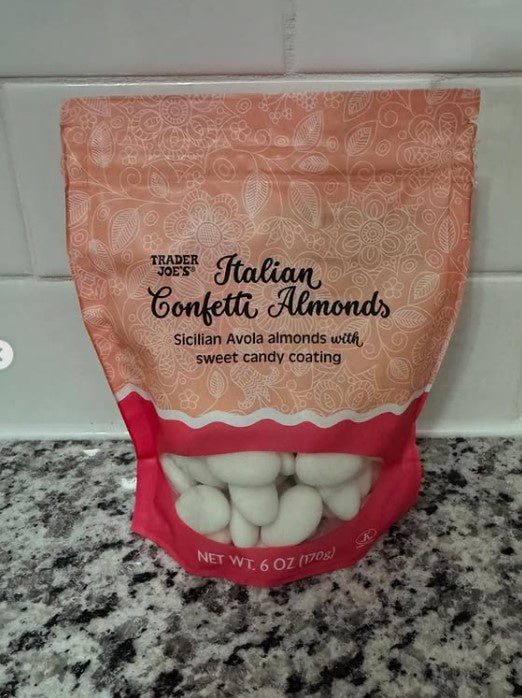 TRADER
JOE'S®
Italian
Confetti Almonds
Sicilian Avola almonds with
sweet candy coating
K
NET WT. 6 OZ (170g)